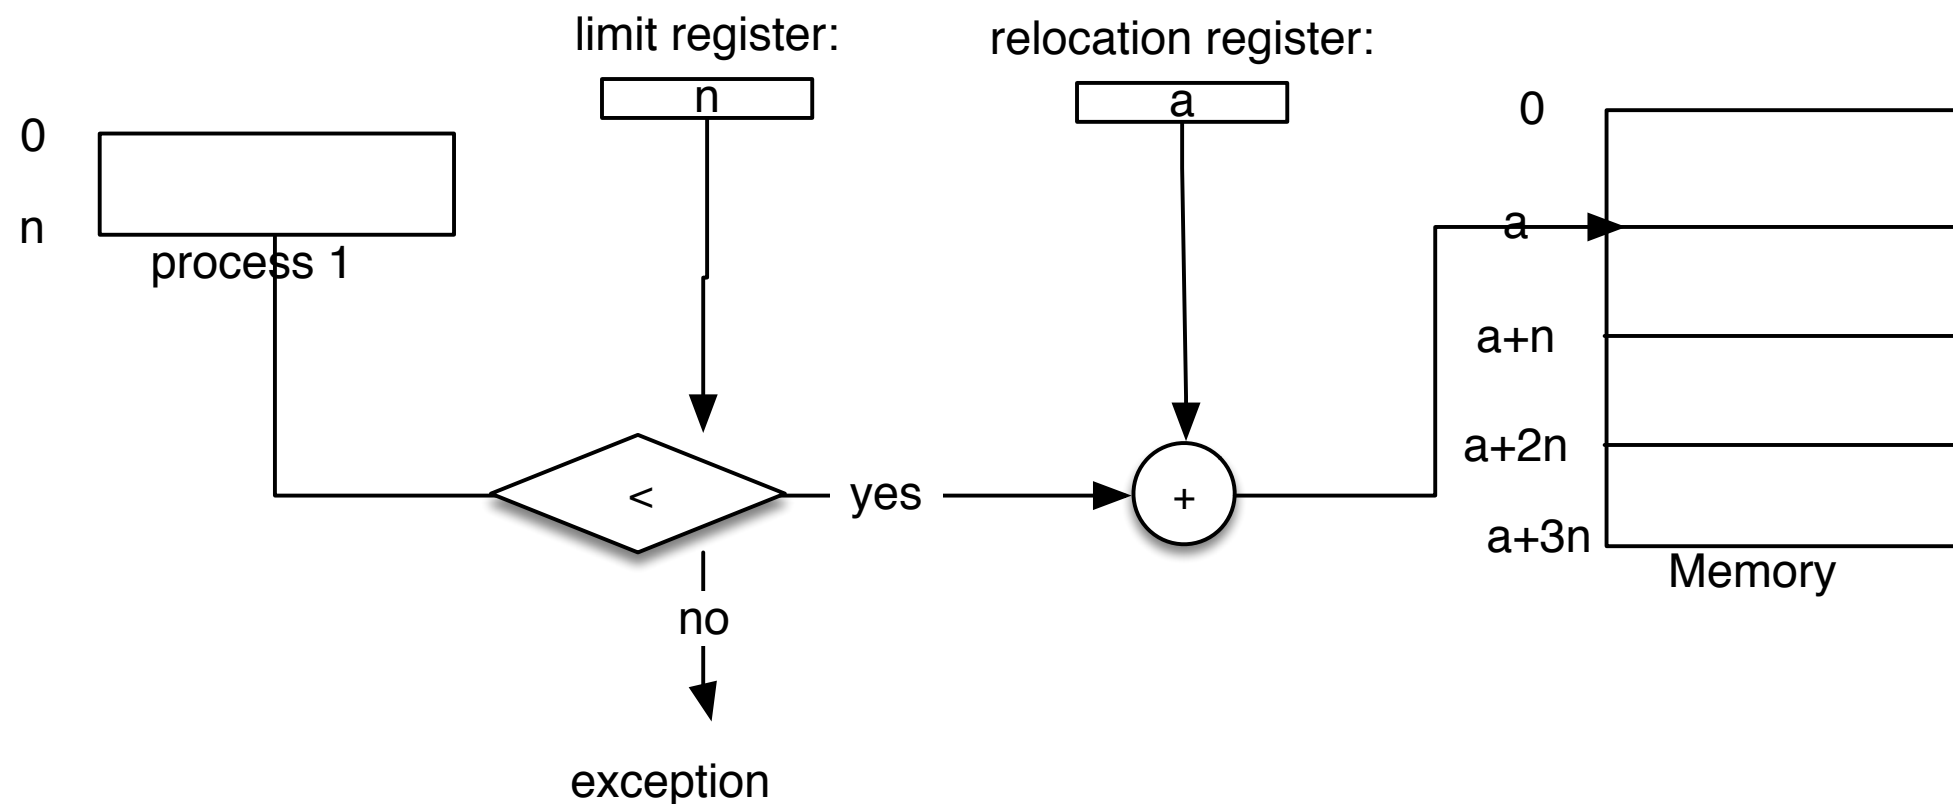 limit register:
n
relocation register:
a
0
n
process 1
<
yes
+
no
exception
0
a
a+n
a+2n
a+3n
Memory